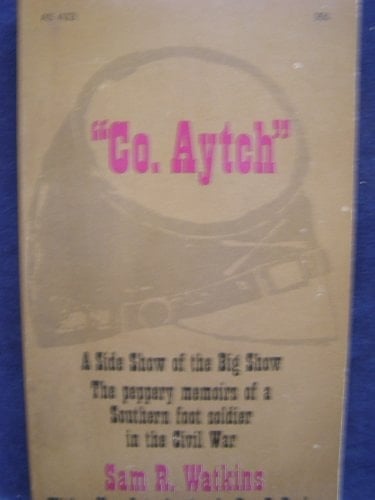 95¢
"Co. Aytch"
A Side Show of the Big Show
The peppery memoirs of a
Southern foot soldier
in the Civil War
Sam R. Watkins